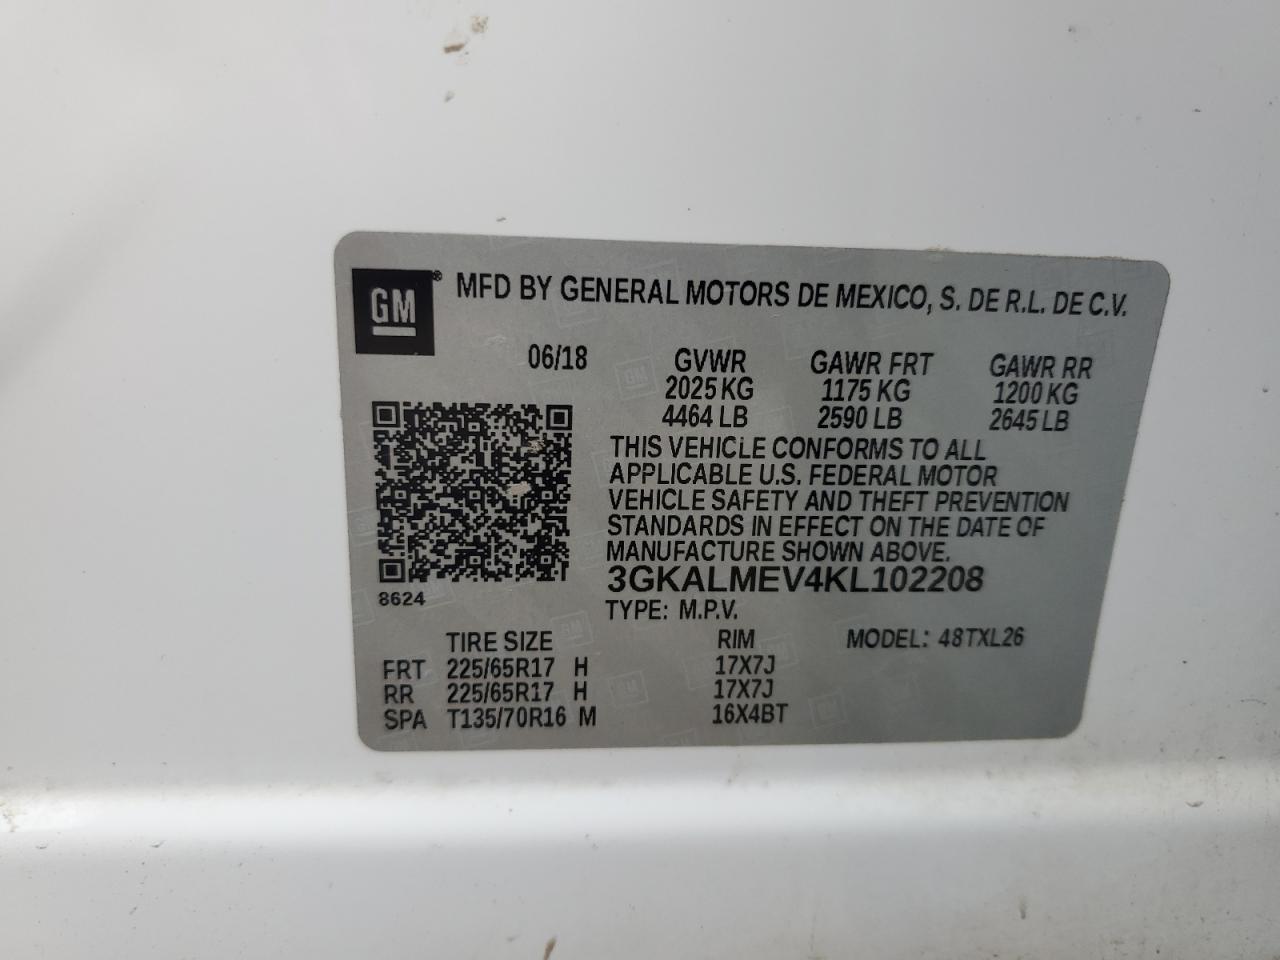 GM® MFD BY GENERAL MOTORS DE MEXICO, S. DE R.L. DE C.V.
06/18 GVWR GAWR FRT GAWR RR
2025 KG 1175 KG 1200 KG
4464 LB 2590 LB 2645 LB
THIS VEHICLE CONFORMS TO ALL
APPLICABLE U.S. FEDERAL MOTOR
VEHICLE SAFETY AND THEFT PREVENTION
STANDARDS IN EFFECT ON THE DATE OF
MANUFACTURE SHOWN ABOVE.
3GKALMEV4KL102208
8624
TYPE: M.P.V.
TIRE SIZE RIM MODEL: 48TXL26
FRT 225/65R17 H 17X7J
RR 225/65R17 H 17X7J
SPA T135/70R16 M 16X4BT